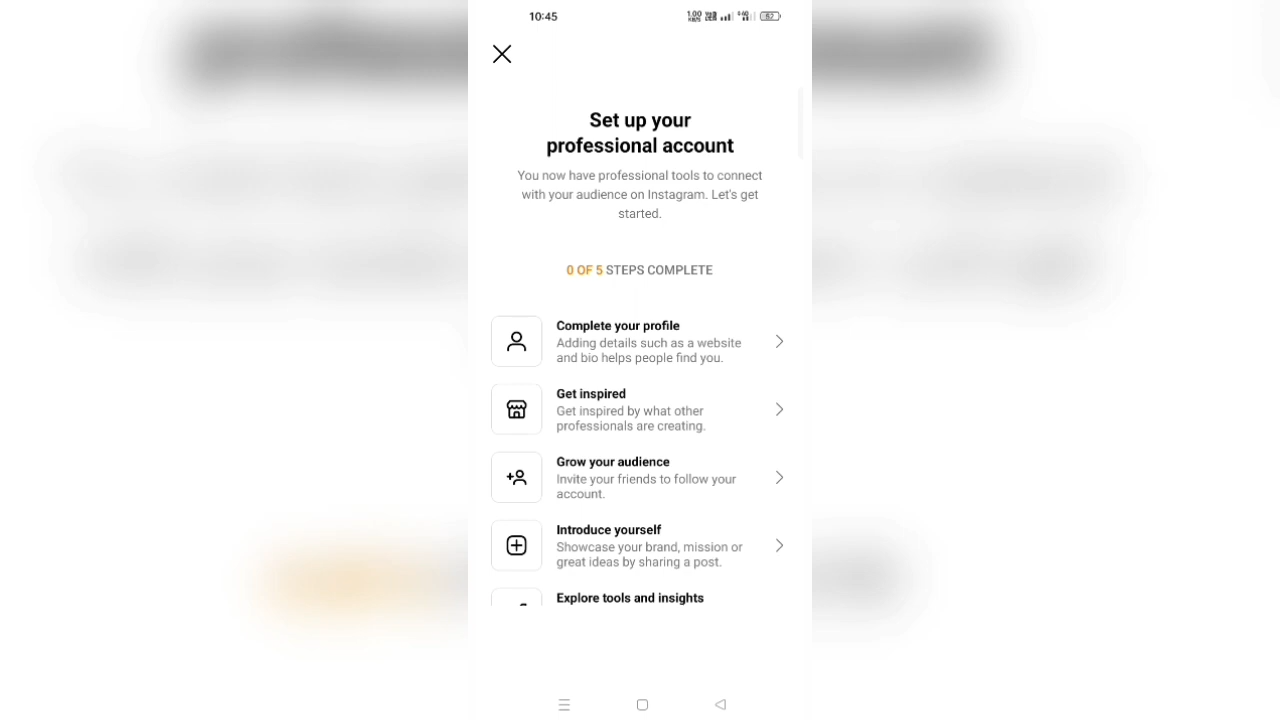 10:45
1.00 KB/S 62
Set up your
professional account
You now have professional tools to connect
with your audience on Instagram. Let's get
started.
0 OF 5 STEPS COMPLETE
Complete your profile
Adding details such as a website
and bio helps people find you.
Get inspired
Get inspired by what other
professionals are creating.
Grow your audience
Invite your friends to follow your
account.
Introduce yourself
Showcase your brand, mission or
great ideas by sharing a post.
Explore tools and insights